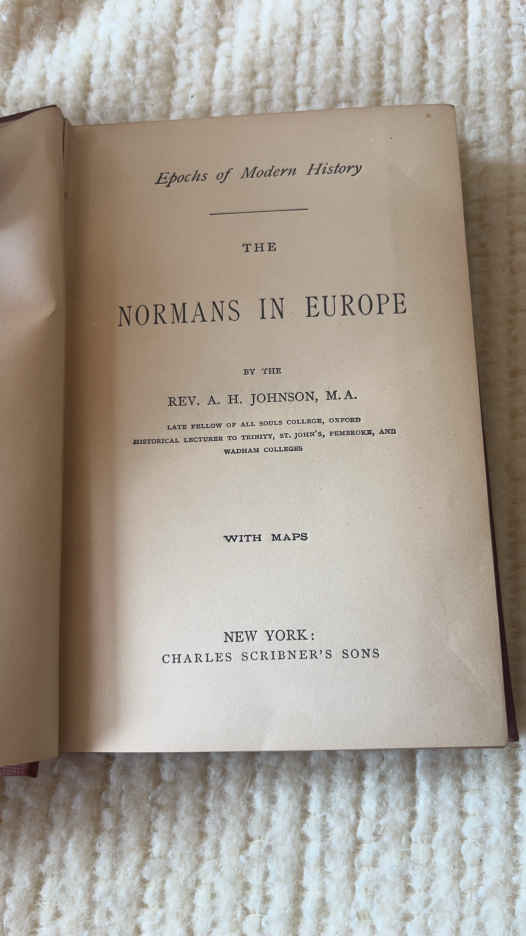 Epochs of Modern History
THE
NORMANS IN EUROPE
BY THE
REV. A. H. JOHNSON, M.A.
LATE FELLOW OF ALL SOULS COLLEGE, OXFORD
HISTORICAL LECTURER TO TRINITY, ST. JOHN'S, PEMBROKE, AND
WADHAM COLLEGES
WITH MAPS
NEW YORK:
CHARLES SCRIBNER'S SONS